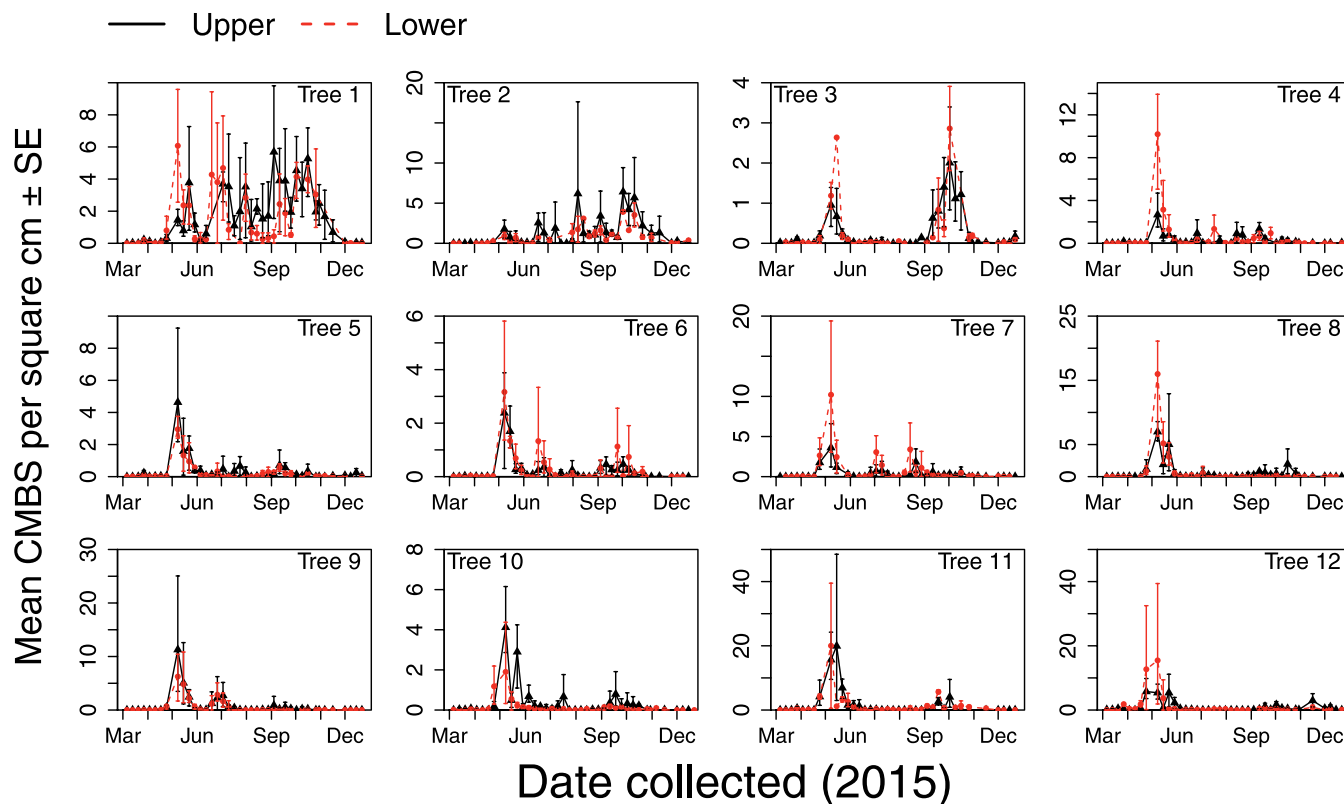 Upper Lower
Mean CMBS per square cm ± SE
Tree 1
0 2 4 6 8
Mar Jun Sep Dec
Tree 2
0 5 10 15 20
Mar Jun Sep Dec
Tree 3
0 1 2 3 4
Mar Jun Sep Dec
Tree 4
0 4 8 12
Mar Jun Sep Dec
Tree 5
0 2 4 6 8
Mar Jun Sep Dec
Tree 6
0 2 4 6
Mar Jun Sep Dec
Tree 7
0 5 10 20
Mar Jun Sep Dec
Tree 8
0 5 15 25
Mar Jun Sep Dec
Tree 9
0 10 20 30
Mar Jun Sep Dec
Tree 10
0 2 4 6 8
Mar Jun Sep Dec
Tree 11
0 20 40
Mar Jun Sep Dec
Tree 12
0 20 40
Mar Jun Sep Dec
Date collected (2015)